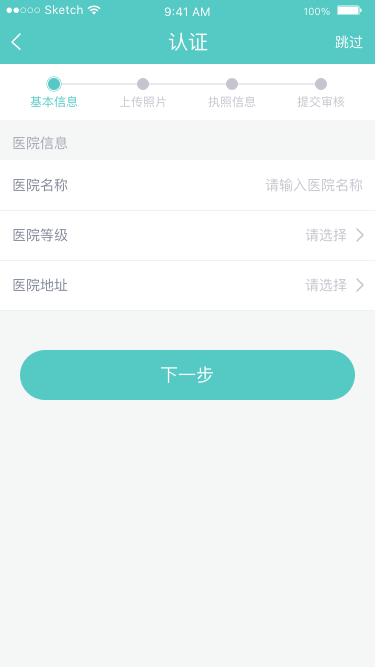 Sketch 9:41 AM 100%
认证 跳过
基本信息 上传照片 执照信息 提交审核
医院信息
医院名称 请输入医院名称
医院等级 请选择
医院地址 请选择
下一步